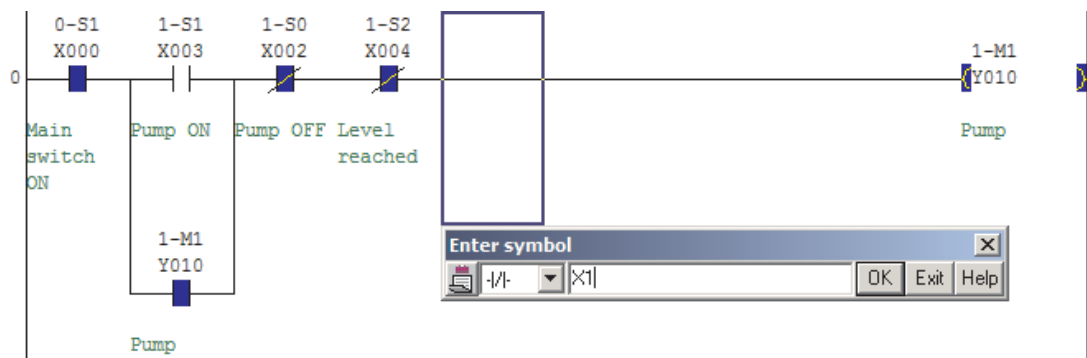 0-S1 1-S1 1-S0 1-S2
X000 X003 X002 X004 1-M1
0 Y010
Main Pump ON Pump OFF Level Pump
switch reached
ON
1-M1
Y010
Pump
Enter symbol
X1 OK Exit Help